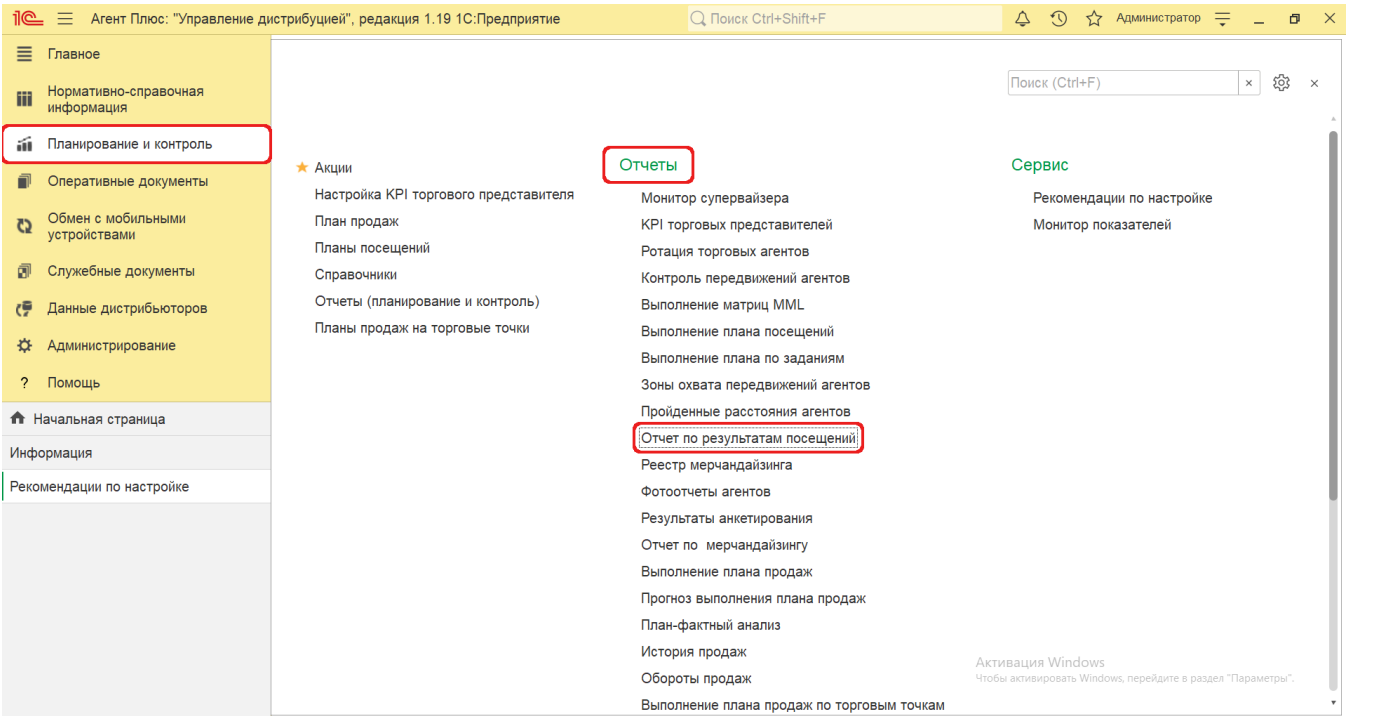 1С Агент Плюс: "Управление дистрибуцией", редакция 1.19 1С:Предприятие
Поиск Ctrl+Shift+F
Администратор
Главное
Нормативно-справочная
информация
Планирование и контроль
Оперативные документы
Обмен с мобильными
устройствами
Служебные документы
Данные дистрибьюторов
Администрирование
? Помощь
Начальная страница
Информация
Рекомендации по настройке
Поиск (Ctrl+F)
Акции
Настройка KPI торгового представителя
План продаж
Планы посещений
Справочники
Отчеты (планирование и контроль)
Планы продаж на торговые точки
Отчеты
Монитор супервайзера
KPI торговых представителей
Ротация торговых агентов
Контроль передвижений агентов
Выполнение матриц MML
Выполнение плана посещений
Выполнение плана по заданиям
Зоны охвата передвижений агентов
Пройденные расстояния агентов
Отчет по результатам посещений
Реестр мерчандайзинга
Фотоотчеты агентов
Результаты анкетирования
Отчет по  мерчандайзингу
Выполнение плана продаж
Прогноз выполнения плана продаж
План-фактный анализ
История продаж
Обороты продаж
Выполнение плана продаж по торговым точкам
Сервис
Рекомендации по настройке
Монитор показателей
Активация Windows
Чтобы активировать Windows, перейдите в раздел "Параметры".